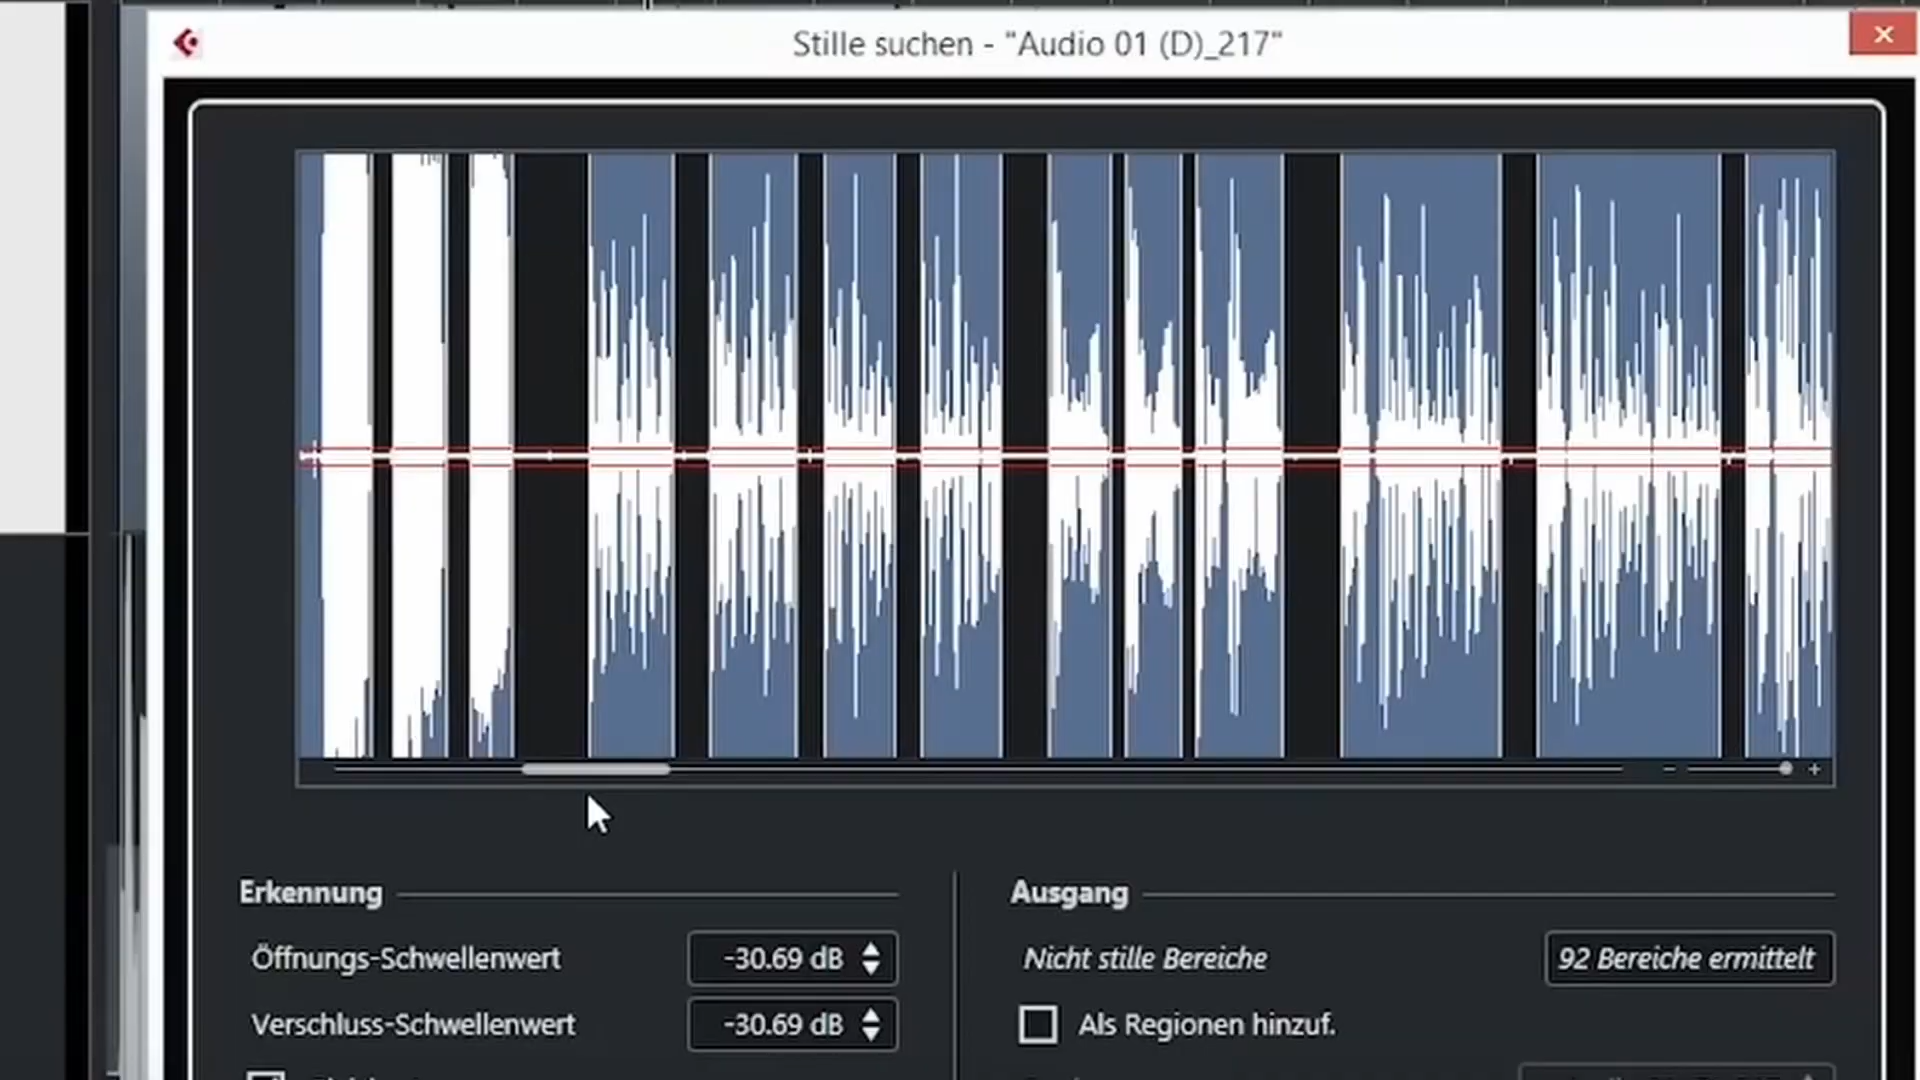 Stille suchen - "Audio 01 (D)_217"
Erkennung
Öffnungs-Schwellenwert -30.69 dB
Verschluss-Schwellenwert -30.69 dB
Ausgang
Nicht stille Bereiche 92 Bereiche ermittelt
Als Regionen hinzuf.